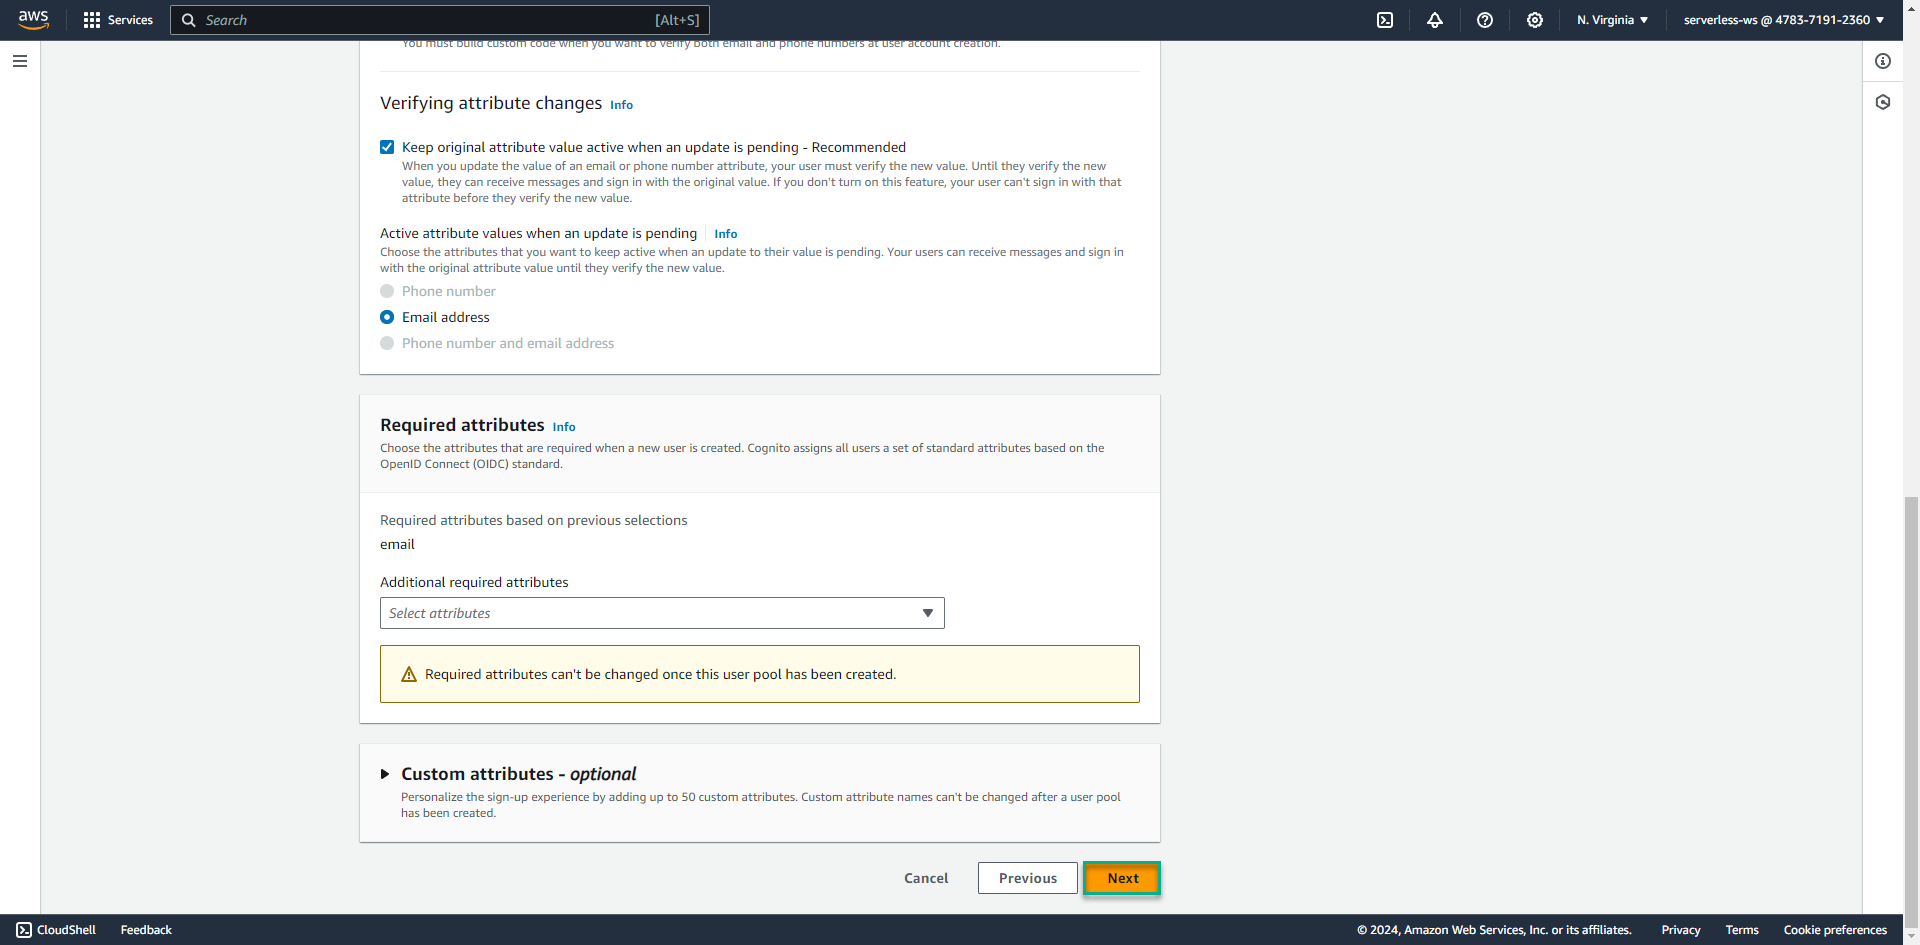 aws
Services
Search
[Alt+S]
N. Virginia
serverless-ws @ 4783-7191-2360
You must build custom code when you want to verify both email and phone numbers at user account creation.
Verifying attribute changes Info
Keep original attribute value active when an update is pending - Recommended
When you update the value of an email or phone number attribute, your user must verify the new value. Until they verify the new
value, they can receive messages and sign in with the original value. If you don't turn on this feature, your user can't sign in with that
attribute before they verify the new value.
Active attribute values when an update is pending Info
Choose the attributes that you want to keep active when an update to their value is pending. Your users can receive messages and sign in
with the original attribute value until they verify the new value.
Phone number
Email address
Phone number and email address
Required attributes Info
Choose the attributes that are required when a new user is created. Cognito assigns all users a set of standard attributes based on the
OpenID Connect (OIDC) standard.
Required attributes based on previous selections
email
Additional required attributes
Select attributes
Required attributes can't be changed once this user pool has been created.
Custom attributes - optional
Personalize the sign-up experience by adding up to 50 custom attributes. Custom attribute names can't be changed after a user pool
has been created.
Cancel
Previous
Next
CloudShell
Feedback
© 2024, Amazon Web Services, Inc. or its affiliates.
Privacy
Terms
Cookie preferences